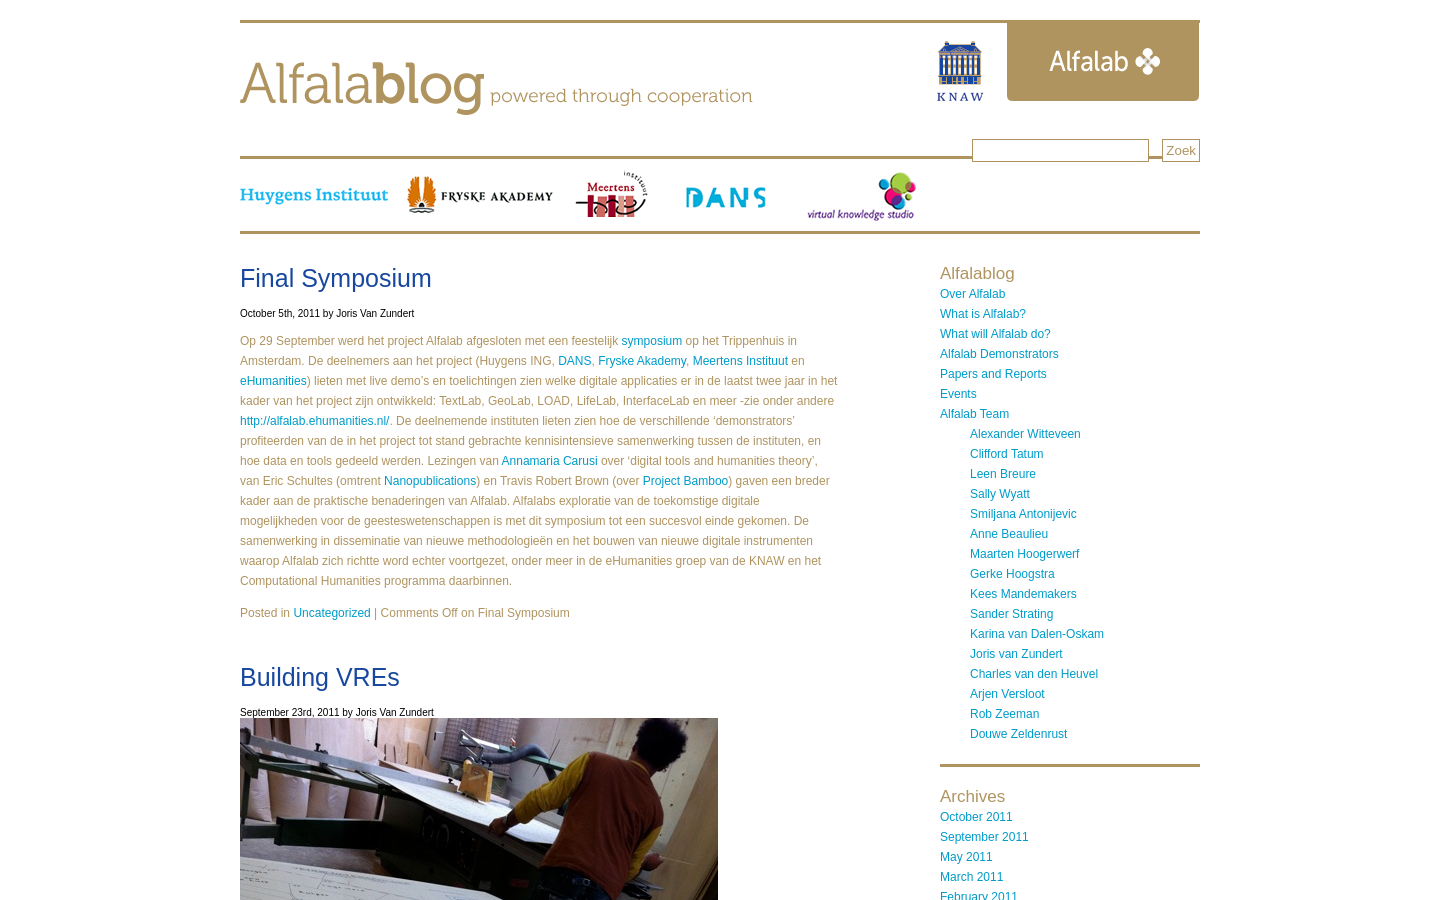 Alfalablog powered through cooperation
KNAW
Alfalab
Zoek
Huygens Instituut
FRYSKE AKADEMY
Meertens instituut
DANS
virtual knowledge studio
Final Symposium
October 5th, 2011 by Joris Van Zundert
Op 29 September werd het project Alfalab afgesloten met een feestelijk symposium op het Trippenhuis in
Amsterdam. De deelnemers aan het project (Huygens ING, DANS, Fryske Akademy, Meertens Instituut en
eHumanities) lieten met live demo’s en toelichtingen zien welke digitale applicaties er in de laatst twee jaar in het
kader van het project zijn ontwikkeld: TextLab, GeoLab, LOAD, LifeLab, InterfaceLab en meer -zie onder andere
http://alfalab.ehumanities.nl/. De deelnemende instituten lieten zien hoe de verschillende ‘demonstrators’
profiteerden van de in het project tot stand gebrachte kennisintensieve samenwerking tussen de instituten, en
hoe data en tools gedeeld werden. Lezingen van Annamaria Carusi over ‘digital tools and humanities theory’,
van Eric Schultes (omtrent Nanopublications) en Travis Robert Brown (over Project Bamboo) gaven een breder
kader aan de praktische benaderingen van Alfalab. Alfalabs exploratie van de toekomstige digitale
mogelijkheden voor de geesteswetenschappen is met dit symposium tot een succesvol einde gekomen. De
samenwerking in disseminatie van nieuwe methodologieën en het bouwen van nieuwe digitale instrumenten
waarop Alfalab zich richtte word echter voortgezet, onder meer in de eHumanities groep van de KNAW en het
Computational Humanities programma daarbinnen.
Posted in Uncategorized | Comments Off on Final Symposium
Building VREs
September 23rd, 2011 by Joris Van Zundert
Alfalablog
Over Alfalab
What is Alfalab?
What will Alfalab do?
Alfalab Demonstrators
Papers and Reports
Events
Alfalab Team
Alexander Witteveen
Clifford Tatum
Leen Breure
Sally Wyatt
Smiljana Antonijevic
Anne Beaulieu
Maarten Hoogerwerf
Gerke Hoogstra
Kees Mandemakers
Sander Strating
Karina van Dalen-Oskam
Joris van Zundert
Charles van den Heuvel
Arjen Versloot
Rob Zeeman
Douwe Zeldenrust
Archives
October 2011
September 2011
May 2011
March 2011
February 2011